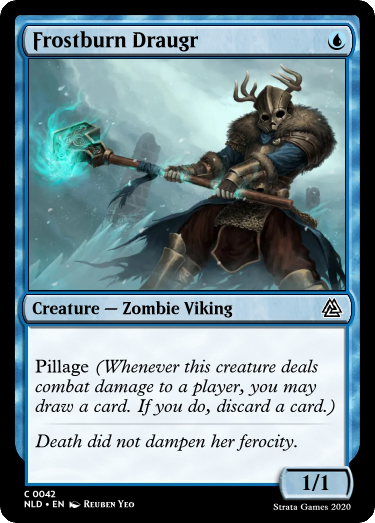 Frostburn Draugr
Creature — Zombie Viking
Pillage (Whenever this creature deals
combat damage to a player, you may
draw a card. If you do, discard a card.)
Death did not dampen her ferocity.
1/1
C 0042
NLD • EN Reuben Yeo
Strata Games 2020